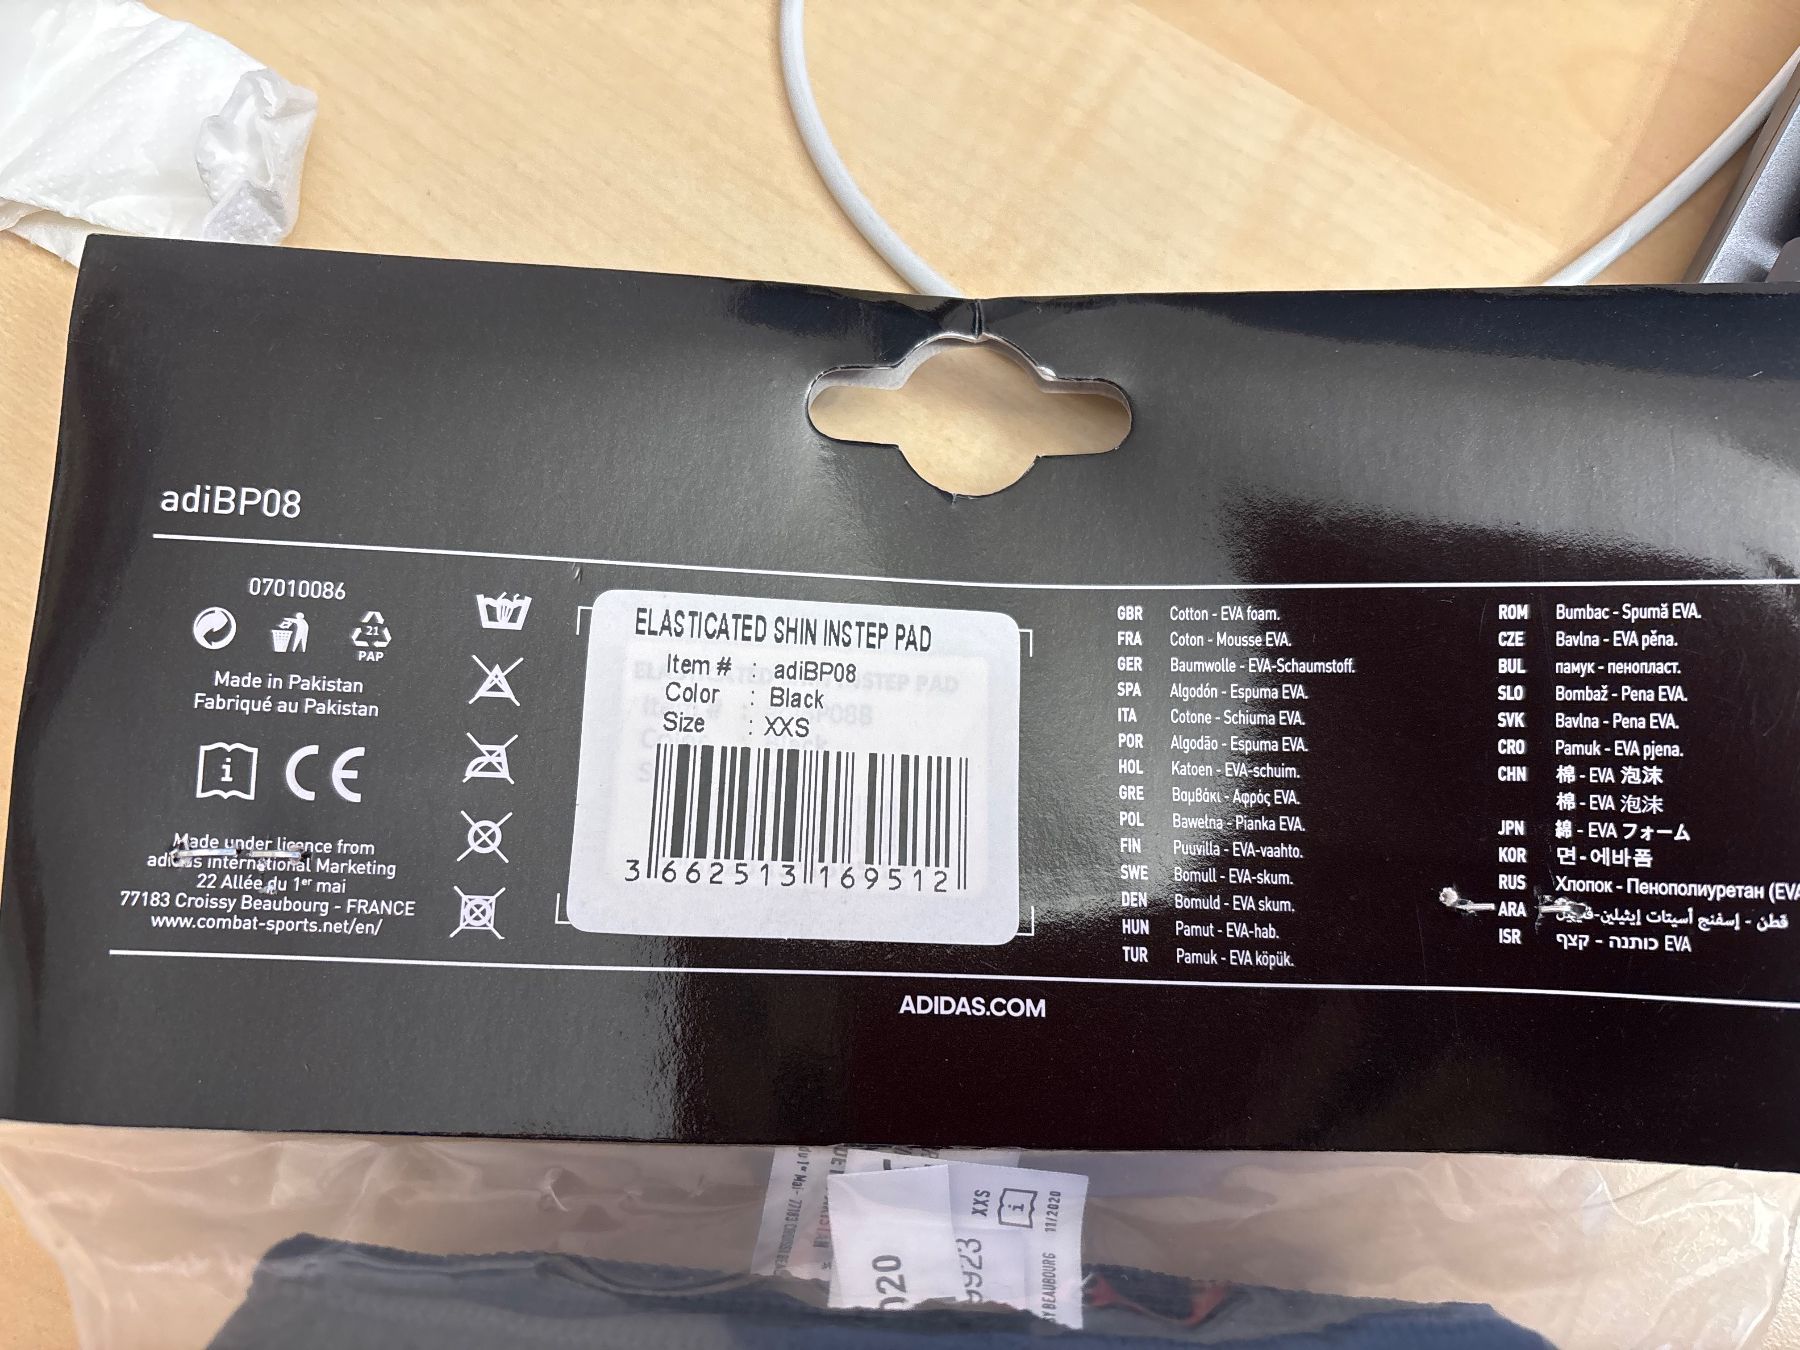 adiBP08
07010086
21
PAP
Made in Pakistan
Fabriqué au Pakistan
i
CE
Made under licence from
adidas international Marketing
22 Allée du 1er mai
77183 Croissy Beaubourg - FRANCE
www.combat-sports.net/en/
ELASTICATED SHIN INSTEP PAD
Item # : adiBP08
Color : Black
Size : XXS
3 662513 169512
GBR Cotton - EVA foam.
FRA Coton - Mousse EVA.
GER Baumwolle - EVA-Schaumstoff.
SPA Algodón - Espuma EVA.
ITA Cotone - Schiuma EVA.
POR Algodão - Espuma EVA.
HOL Katoen - EVA-schuim.
GRE Βαμβάκι - Αφρός EVA.
POL Bawełna - Pianka EVA.
FIN Puuvilla - EVA-vaahto.
SWE Bomull - EVA-skum.
DEN Bomuld - EVA skum.
HUN Pamut - EVA-hab.
TUR Pamuk - EVA köpük.
ROM Bumbac - Spumă EVA.
CZE Bavlna - EVA pěna.
BUL памук - пенопласт.
SLO Bombaž - Pena EVA.
SVK Bavlna - Pena EVA.
CRO Pamuk - EVA pjena.
CHN 棉 - EVA 泡沫
棉 - EVA 泡沫
JPN 綿 - EVA フォーム
KOR 면 - 에바폼
RUS Хлопок - Пенополиуретан (EVA
ARA قطن - إسفنج أسيتات إيثيلين-فينيل
ISR כותנה - קצף EVA
ADIDAS.COM
XXS
i
11/2020
BEAUBOURG
9923
020